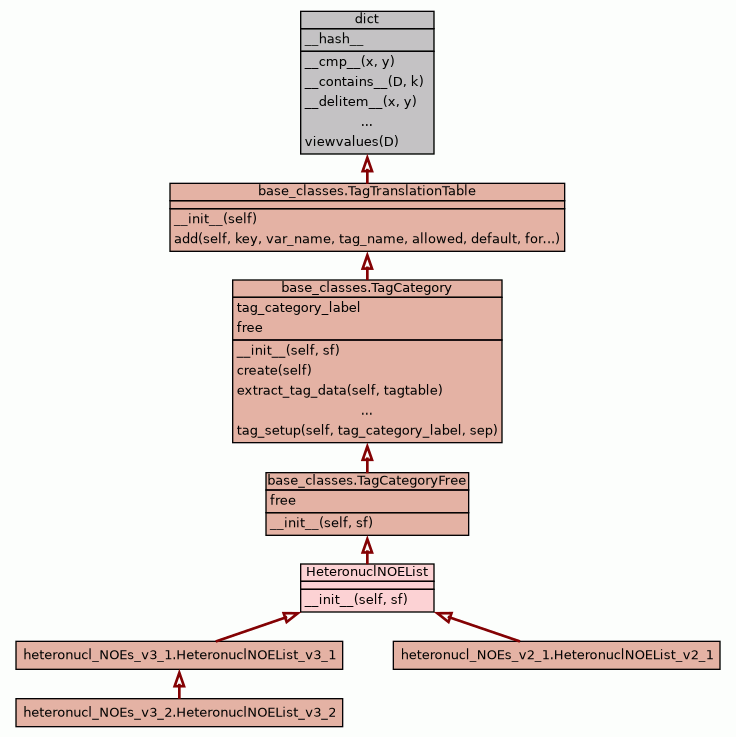 dict
__hash__
__cmp__(x, y)
__contains__(D, k)
__delitem__(x, y)
...
viewvalues(D)
base_classes.TagTranslationTable
__init__(self)
add(self, key, var_name, tag_name, allowed, default, for...)
base_classes.TagCategory
tag_category_label
free
__init__(self, sf)
create(self)
extract_tag_data(self, tagtable)
...
tag_setup(self, tag_category_label, sep)
base_classes.TagCategoryFree
free
__init__(self, sf)
HeteronuclNOEList
__init__(self, sf)
heteronucl_NOEs_v3_1.HeteronuclNOEList_v3_1
heteronucl_NOEs_v2_1.HeteronuclNOEList_v2_1
heteronucl_NOEs_v3_2.HeteronuclNOEList_v3_2